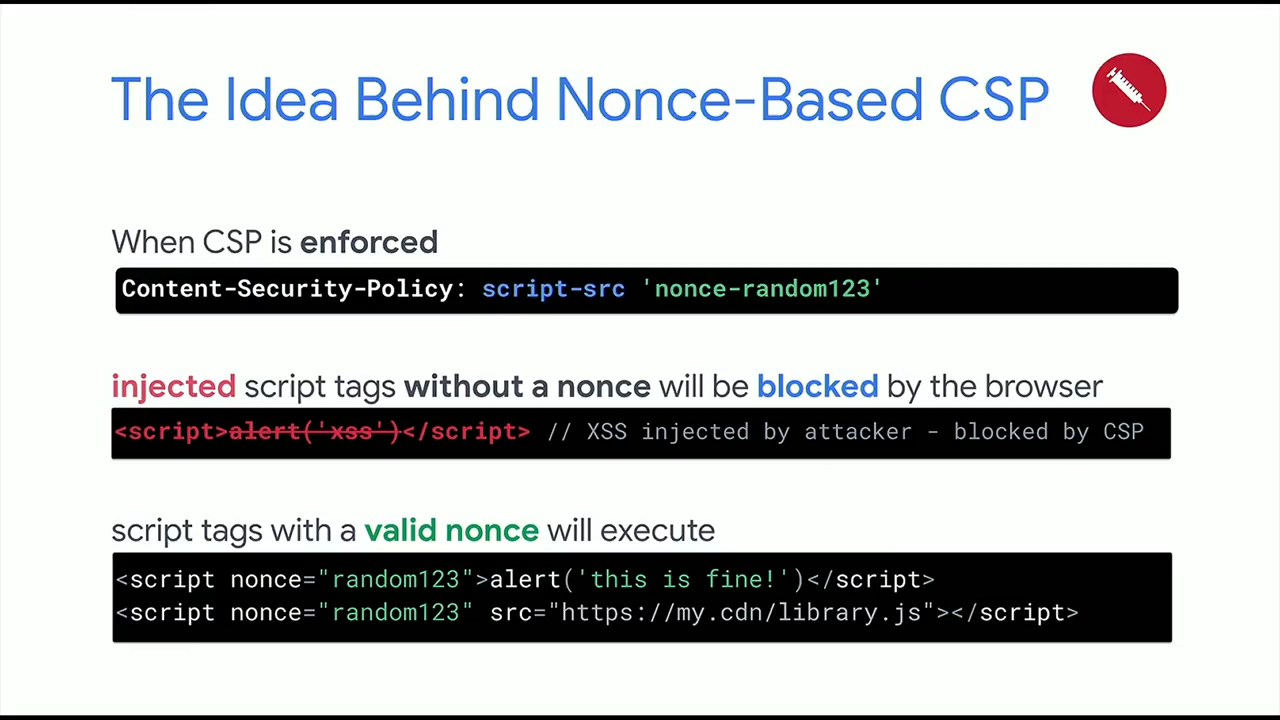 The Idea Behind Nonce-Based CSP
When CSP is enforced
Content-Security-Policy: script-src 'nonce-random123'
injected script tags without a nonce will be blocked by the browser
<script>alert('xss')</script> // XSS injected by attacker - blocked by CSP
script tags with a valid nonce will execute
<script nonce="random123">alert('this is fine!')</script>
<script nonce="random123" src="https://my.cdn/library.js"></script>